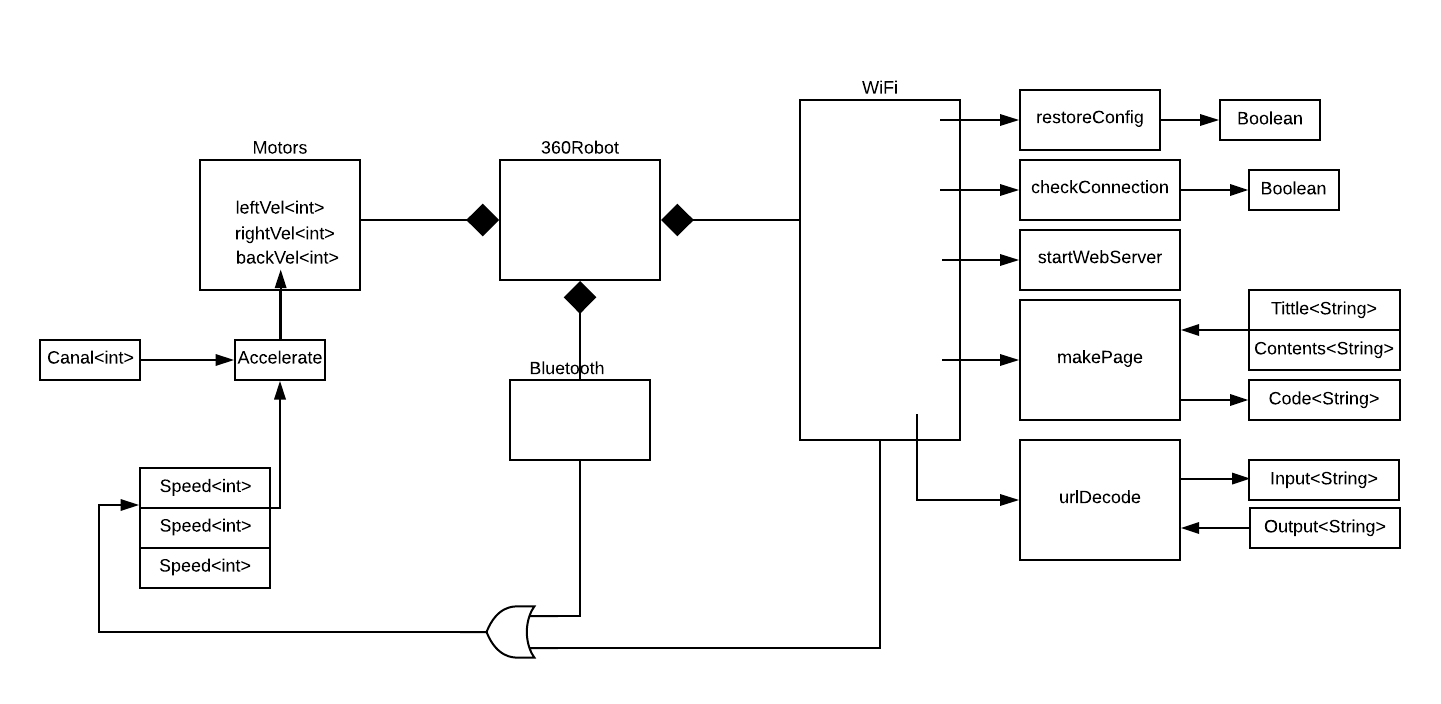 WiFi
Motors
360Robot
restoreConfig
Boolean
checkConnection
Boolean
leftVel<int>
rightVel<int>
backVel<int>
startWebServer
Tittle<String>
Contents<String>
makePage
Code<String>
Canal<int>
Accelerate
Bluetooth
Speed<int>
Speed<int>
Speed<int>
urlDecode
Input<String>
Output<String>